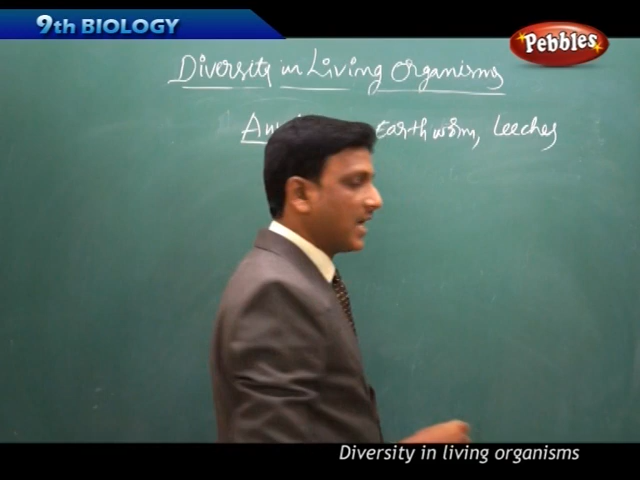 9th BIOLOGY
Pebbles
Diversity in Living Organisms
Earthworm, Leeches
Diversity in living organisms